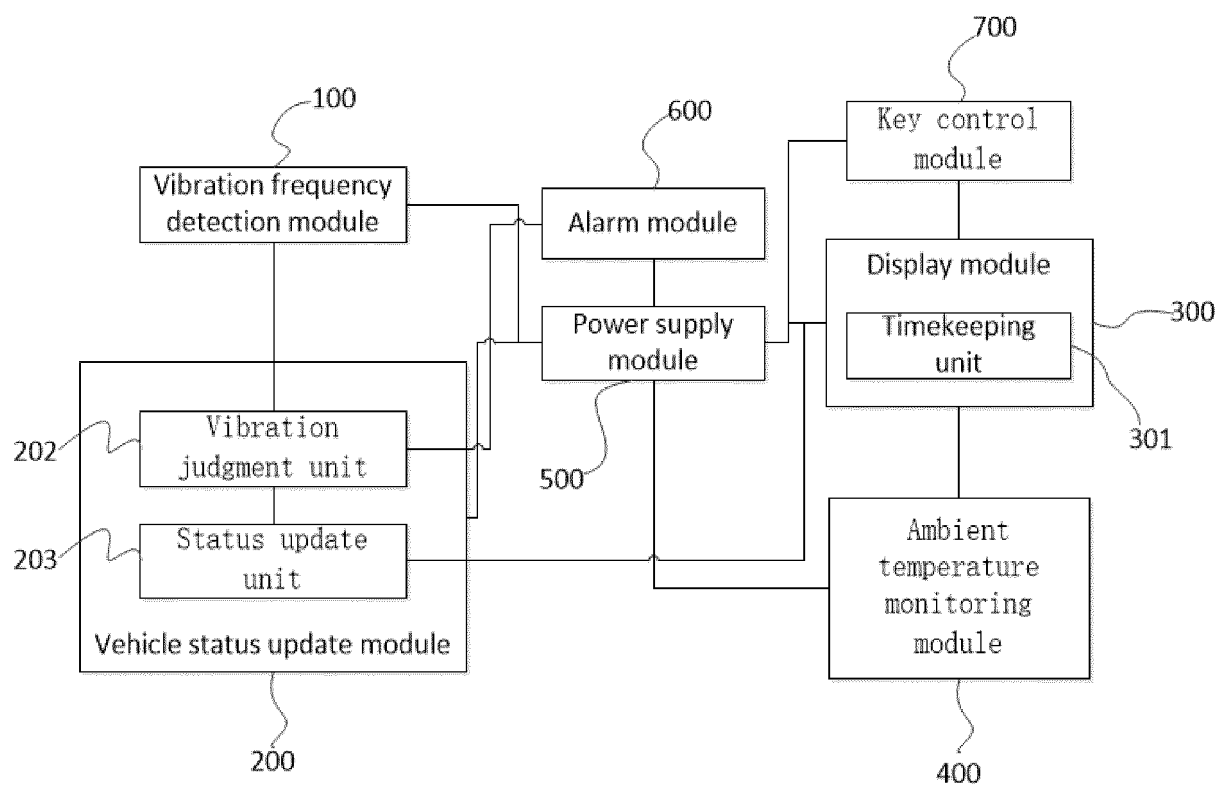 700
100
600
Key control
module
Vibration frequency
detection module
Alarm module
Display module
300
Power supply
module
Timekeeping
unit
301
202
Vibration
judgment unit
500
203
Status update
unit
Ambient
temperature
monitoring
module
Vehicle status update module
200
400